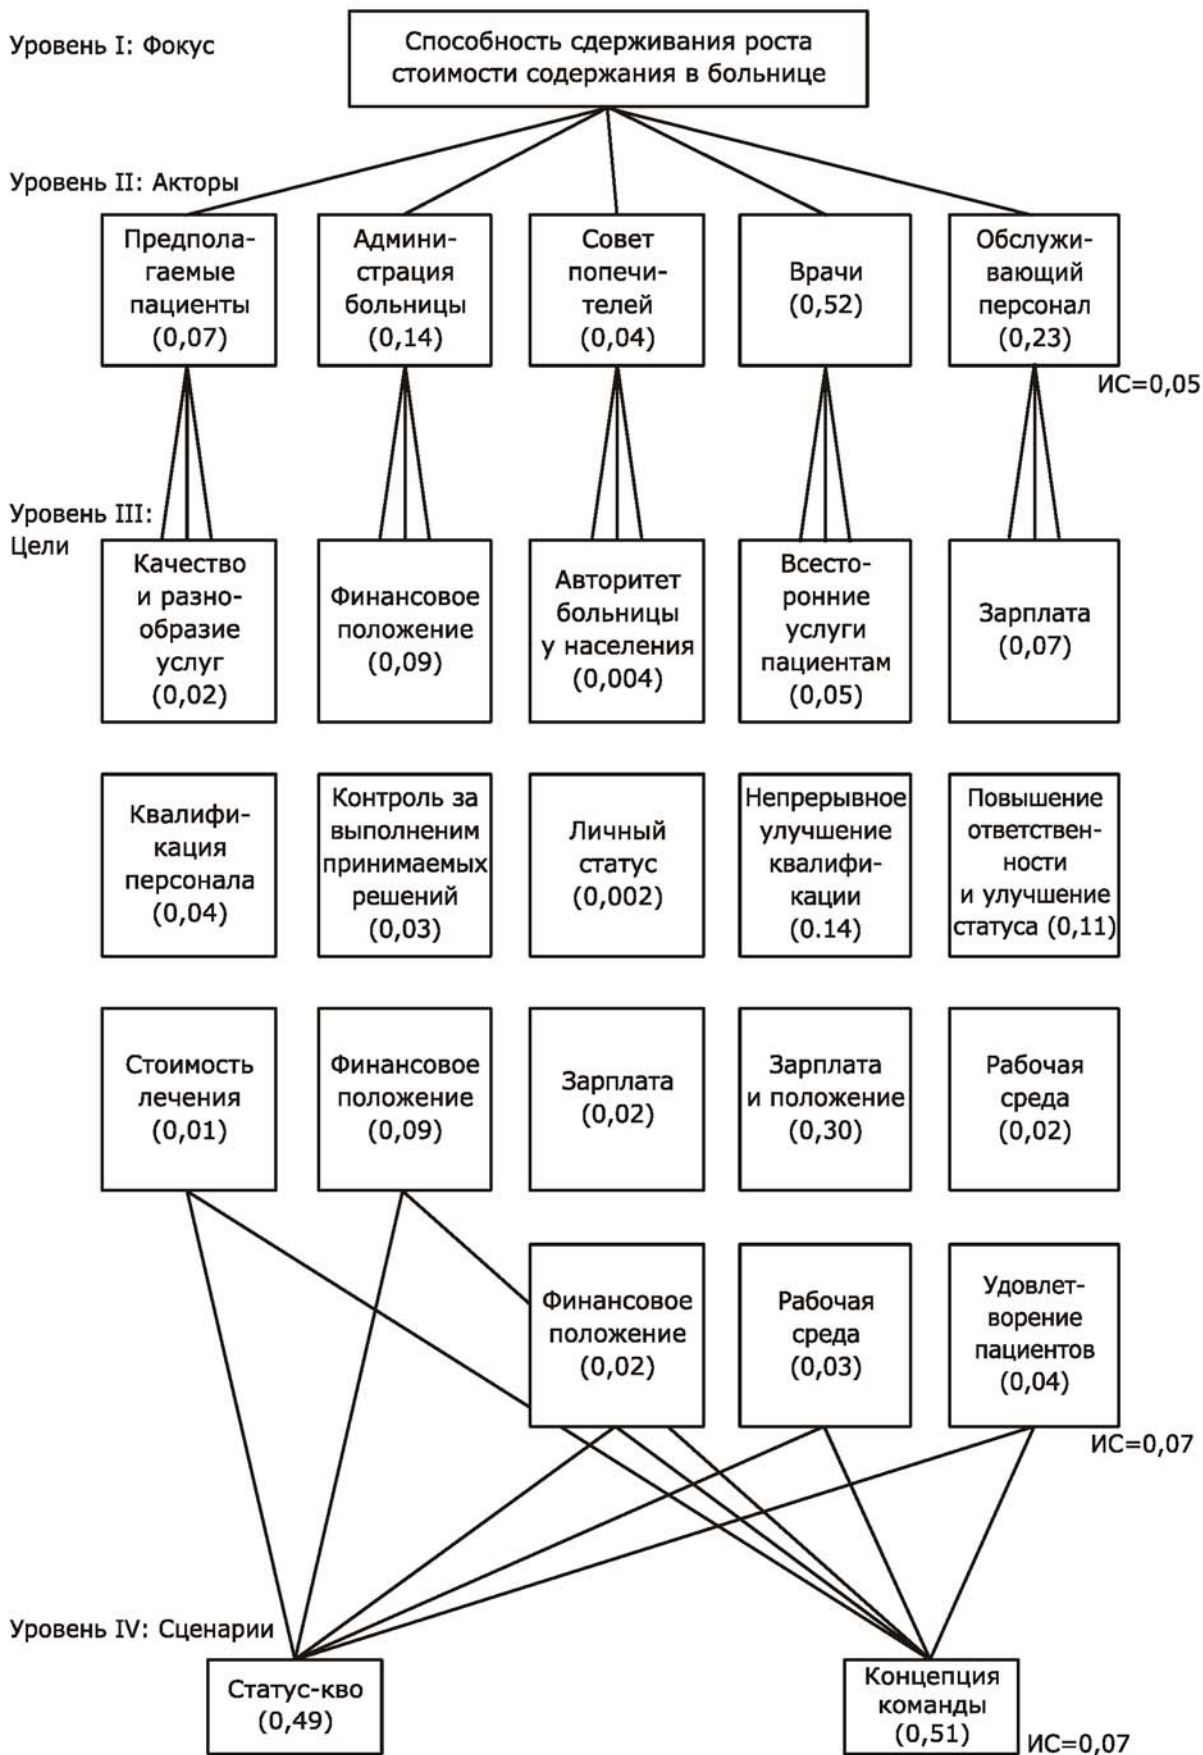 Уровень I: Фокус
Способность сдерживания роста
стоимости содержания в больнице
Уровень II: Акторы
Предпола-
гаемые
пациенты
(0,07)
Админи-
страция
больницы
(0,14)
Совет
попечи-
телей
(0,04)
Врачи
(0,52)
Обслужи-
вающий
персонал
(0,23)
ИС=0,05
Уровень III:
Цели
Качество
и разно-
образие
услуг
(0,02)
Финансовое
положение
(0,09)
Авторитет
больницы
у населения
(0,004)
Всесто-
ронние
услуги
пациентам
(0,05)
Зарплата
(0,07)
Квалифи-
кация
персонала
(0,04)
Контроль за
выполненим
принимаемых
решений
(0,03)
Личный
статус
(0,002)
Непрерывное
улучшение
квалифи-
кации
(0.14)
Повышение
ответствен-
ности
и улучшение
статуса (0,11)
Стоимость
лечения
(0,01)
Финансовое
положение
(0,09)
Зарплата
(0,02)
Зарплата
и положение
(0,30)
Рабочая
среда
(0,02)
Финансовое
положение
(0,02)
Рабочая
среда
(0,03)
Удовлет-
ворение
пациентов
(0,04)
ИС=0,07
Уровень IV: Сценарии
Статус-кво
(0,49)
Концепция
команды
(0,51)
ИС=0,07